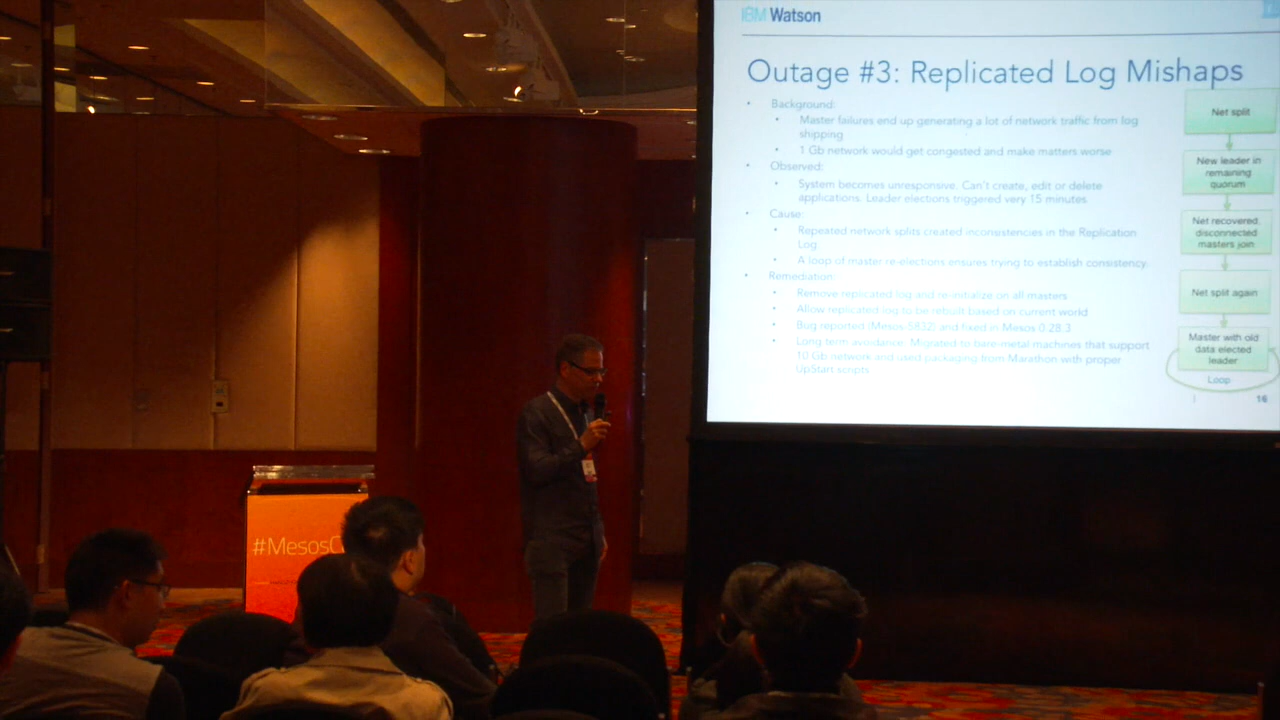 IBM Watson
Outage #3: Replicated Log Mishaps
Background:
Master failures end up generating a lot of network traffic from log
shipping
1 Gb network would get congested and make matters worse
Observed:
System becomes unresponsive. Can't create, edit or delete
applications. Leader elections triggered very 15 minutes
Cause:
Repeated network splits created inconsistencies in the Replication
Log
A loop of master re-elections ensures trying to establish consistency
Remediation:
Remove replicated log and re-initialize on all masters
Allow replicated log to be rebuilt based on current world
Bug reported (Mesos-5832) and fixed in Mesos 0.28.3
Long term avoidance: Migrated to bare-metal machines that support
10 Gb network and used packaging from Marathon with proper
UpStart scripts
Net split
New leader in
remaining
quorum
Net recovered,
disconnected
masters join
Net split again
Master with old
data elected
leader
Loop
16
#MesosC